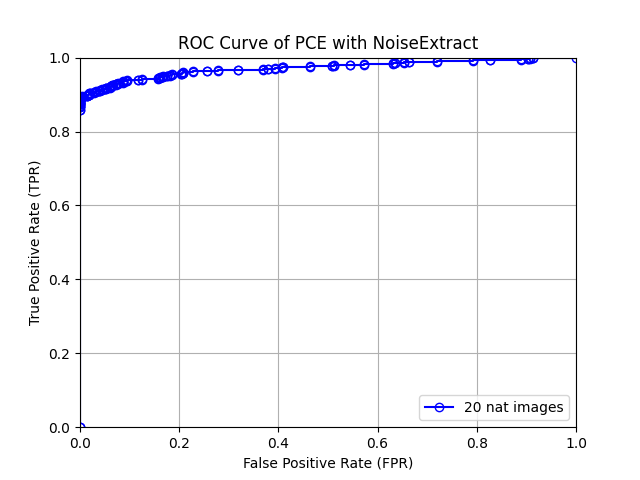 ROC Curve of PCE with NoiseExtract
True Positive Rate (TPR)
1.0
0.8
0.6
0.4
0.2
0.0
0.0 0.2 0.4 0.6 0.8 1.0
False Positive Rate (FPR)
20 nat images